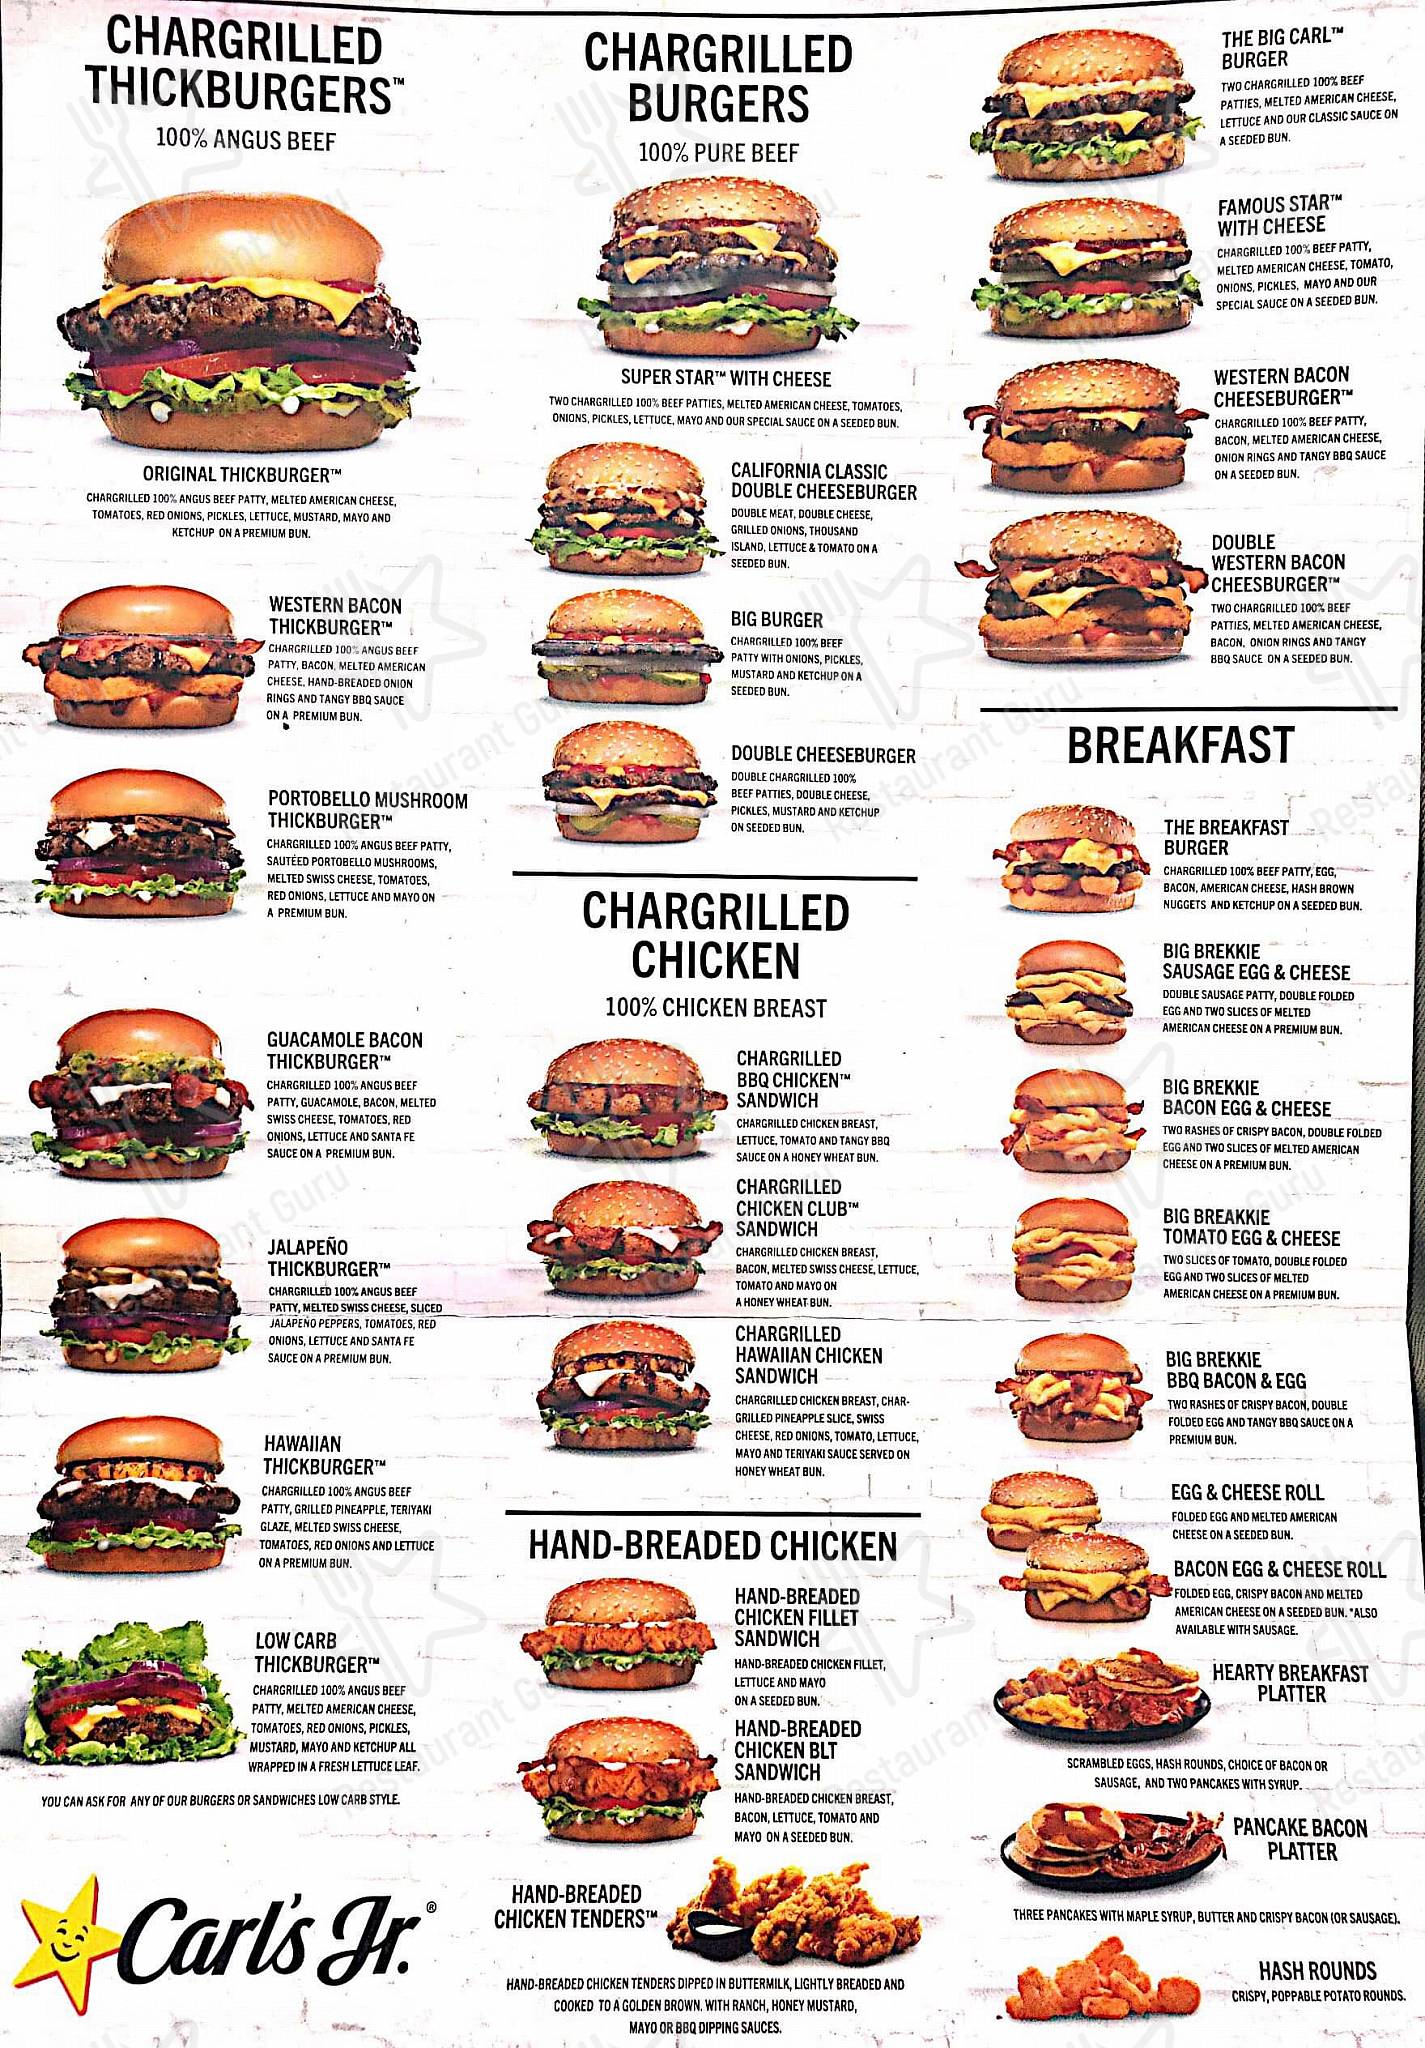 CHARGRILLED
THICKBURGERS™
100% ANGUS BEEF
ORIGINAL THICKBURGER™
CHARGRILLED 100% ANGUS BEEF PATTY, MELTED AMERICAN CHEESE,
TOMATOES, RED ONIONS, PICKLES, LETTUCE, MUSTARD, MAYO AND
KETCHUP ON A PREMIUM BUN.
WESTERN BACON
THICKBURGER™
CHARGRILLED 100% ANGUS BEEF
PATTY, BACON, MELTED AMERICAN
CHEESE, HAND-BREADED ONION
RINGS AND TANGY BBQ SAUCE
ON A PREMIUM BUN.
PORTOBELLO MUSHROOM
THICKBURGER™
CHARGRILLED 100% ANGUS BEEF PATTY,
SAUTÉED PORTOBELLO MUSHROOMS,
MELTED SWISS CHEESE, TOMATOES,
RED ONIONS, LETTUCE AND MAYO ON
A PREMIUM BUN.
GUACAMOLE BACON
THICKBURGER™
CHARGRILLED 100% ANGUS BEEF
PATTY, GUACAMOLE, BACON, MELTED
SWISS CHEESE, TOMATOES, RED
ONIONS, LETTUCE AND SANTA FE
SAUCE ON A PREMIUM BUN.
JALAPEÑO
THICKBURGER™
CHARGRILLED 100% ANGUS BEEF
PATTY, MELTED SWISS CHEESE, SLICED
JALAPEÑO PEPPERS, TOMATOES, RED
ONIONS, LETTUCE AND SANTA FE
SAUCE ON A PREMIUM BUN.
HAWAIIAN
THICKBURGER™
CHARGRILLED 100% ANGUS BEEF
PATTY, GRILLED PINEAPPLE, TERIYAKI
GLAZE, MELTED SWISS CHEESE,
TOMATOES, RED ONIONS AND LETTUCE
ON A PREMIUM BUN.
LOW CARB
THICKBURGER™
CHARGRILLED 100% ANGUS BEEF
PATTY, MELTED AMERICAN CHEESE,
TOMATOES, RED ONIONS, PICKLES,
MUSTARD, MAYO AND KETCHUP ALL
WRAPPED IN A FRESH LETTUCE LEAF.
YOU CAN ASK FOR ANY OF OUR BURGERS OR SANDWICHES LOW CARB STYLE.
Carl's Jr.®
CHARGRILLED
BURGERS
100% PURE BEEF
SUPER STAR™ WITH CHEESE
TWO CHARGRILLED 100% BEEF PATTIES, MELTED AMERICAN CHEESE, TOMATOES,
ONIONS, PICKLES, LETTUCE, MAYO AND OUR SPECIAL SAUCE ON A SEEDED BUN.
CALIFORNIA CLASSIC
DOUBLE CHEESEBURGER
DOUBLE MEAT, DOUBLE CHEESE,
GRILLED ONIONS, THOUSAND
ISLAND, LETTUCE & TOMATO ON A
SEEDED BUN.
BIG BURGER
CHARGRILLED 100% BEEF
PATTY WITH ONIONS, PICKLES,
MUSTARD AND KETCHUP ON A
SEEDED BUN.
DOUBLE CHEESEBURGER
DOUBLE CHARGRILLED 100%
BEEF PATTIES, DOUBLE CHEESE,
PICKLES, MUSTARD AND KETCHUP
ON SEEDED BUN.
CHARGRILLED
CHICKEN
100% CHICKEN BREAST
CHARGRILLED
BBQ CHICKEN™
SANDWICH
CHARGRILLED CHICKEN BREAST,
LETTUCE, TOMATO AND TANGY BBQ
SAUCE ON A HONEY WHEAT BUN.
CHARGRILLED
CHICKEN CLUB™
SANDWICH
CHARGRILLED CHICKEN BREAST,
BACON, MELTED SWISS CHEESE, LETTUCE,
TOMATO AND MAYO ON
A HONEY WHEAT BUN.
CHARGRILLED
HAWAIIAN CHICKEN
SANDWICH
CHARGRILLED CHICKEN BREAST, CHAR-
GRILLED PINEAPPLE SLICE, SWISS
CHEESE, RED ONIONS, TOMATO, LETTUCE,
MAYO AND TERIYAKI SAUCE SERVED ON
HONEY WHEAT BUN.
HAND-BREADED CHICKEN
HAND-BREADED
CHICKEN FILLET
SANDWICH
HAND-BREADED CHICKEN FILLET,
LETTUCE AND MAYO
ON A SEEDED BUN.
HAND-BREADED
CHICKEN BLT
SANDWICH
HAND-BREADED CHICKEN BREAST,
BACON, LETTUCE, TOMATO AND
MAYO ON A SEEDED BUN.
HAND-BREADED
CHICKEN TENDERS™
HAND-BREADED CHICKEN TENDERS DIPPED IN BUTTERMILK, LIGHTLY BREADED AND
COOKED TO A GOLDEN BROWN. WITH RANCH, HONEY MUSTARD,
MAYO OR BBQ DIPPING SAUCES.
THE BIG CARL™
BURGER
TWO CHARGRILLED 100% BEEF
PATTIES, MELTED AMERICAN CHEESE,
LETTUCE AND OUR CLASSIC SAUCE ON
A SEEDED BUN.
FAMOUS STAR™
WITH CHEESE
CHARGRILLED 100% BEEF PATTY,
MELTED AMERICAN CHEESE, TOMATO,
ONIONS, PICKLES, MAYO AND OUR
SPECIAL SAUCE ON A SEEDED BUN.
WESTERN BACON
CHEESEBURGER™
CHARGRILLED 100% BEEF PATTY,
BACON, MELTED AMERICAN CHEESE,
ONION RINGS AND TANGY BBQ SAUCE
ON A SEEDED BUN.
DOUBLE
WESTERN BACON
CHEESBURGER™
TWO CHARGRILLED 100% BEEF
PATTIES, MELTED AMERICAN CHEESE,
BACON, ONION RINGS AND TANGY
BBQ SAUCE ON A SEEDED BUN.
BREAKFAST
THE BREAKFAST
BURGER
CHARGRILLED 100% BEEF PATTY, EGG,
BACON, AMERICAN CHEESE, HASH BROWN
NUGGETS AND KETCHUP ON A SEEDED BUN.
BIG BREKKIE
SAUSAGE EGG & CHEESE
DOUBLE SAUSAGE PATTY, DOUBLE FOLDED
EGG AND TWO SLICES OF MELTED
AMERICAN CHEESE ON A PREMIUM BUN.
BIG BREKKIE
BACON EGG & CHEESE
TWO RASHES OF CRISPY BACON, DOUBLE FOLDED
EGG AND TWO SLICES OF MELTED AMERICAN
CHEESE ON A PREMIUM BUN.
BIG BREAKKIE
TOMATO EGG & CHEESE
TWO SLICES OF TOMATO, DOUBLE FOLDED
EGG AND TWO SLICES OF MELTED
AMERICAN CHEESE ON A PREMIUM BUN.
BIG BREKKIE
BBQ BACON & EGG
TWO RASHES OF CRISPY BACON, DOUBLE
FOLDED EGG AND TANGY BBQ SAUCE ON A
PREMIUM BUN.
EGG & CHEESE ROLL
FOLDED EGG AND MELTED AMERICAN
CHEESE ON A SEEDED BUN.
BACON EGG & CHEESE ROLL
FOLDED EGG, CRISPY BACON AND MELTED
AMERICAN CHEESE ON A SEEDED BUN. *ALSO
AVAILABLE WITH SAUSAGE.
HEARTY BREAKFAST
PLATTER
SCRAMBLED EGGS, HASH ROUNDS, CHOICE OF BACON OR
SAUSAGE, AND TWO PANCAKES WITH SYRUP.
PANCAKE BACON
PLATTER
THREE PANCAKES WITH MAPLE SYRUP, BUTTER AND CRISPY BACON (OR SAUSAGE).
HASH ROUNDS
CRISPY, POPPABLE POTATO ROUNDS.
Restaurant Guru